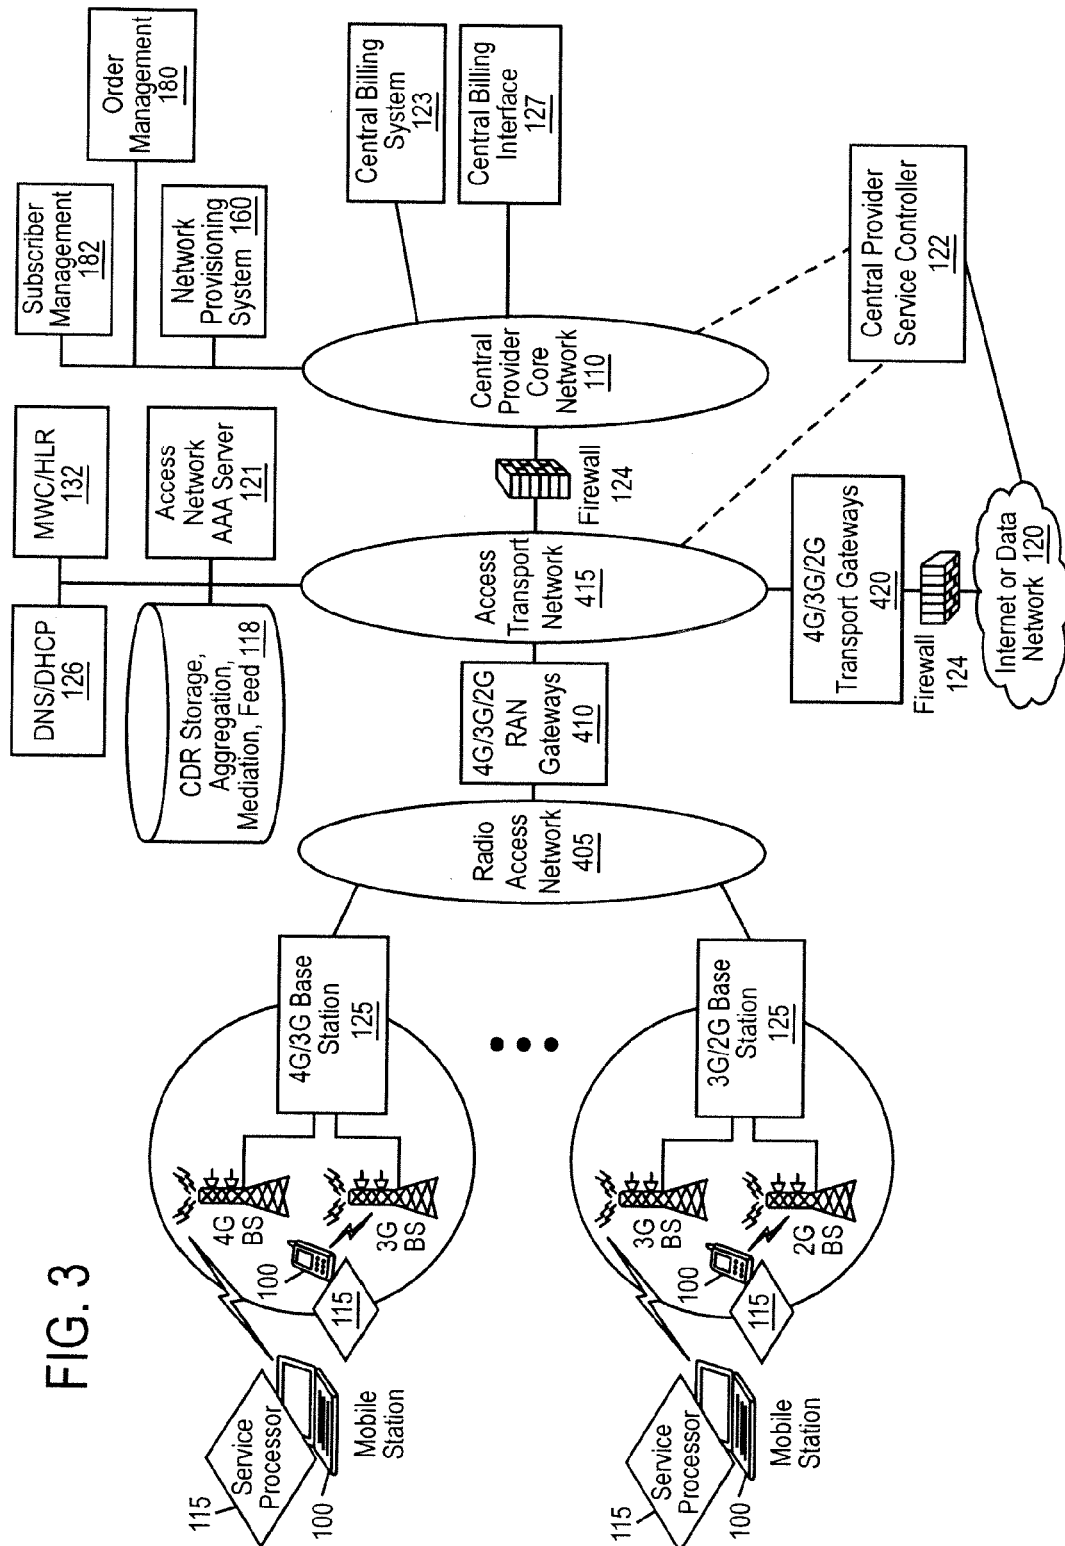 FIG. 3
Subscriber
Management
182
Order
Management
180
Network
Provisioning
System 160
DNS/DHCP
126
MWC/HLR
132
CDR Storage,
Aggregation,
Mediation, Feed 118
Access
Network
AAA Server
121
Central Billing
System
123
Central Billing
Interface
127
115
Service
Processor
100
Mobile
Station
4G
BS
3G
BS
100
115
4G/3G Base
Station
125
Radio
Access
Network
405
4G/3G/2G
RAN
Gateways
410
Access
Transport
Network
415
Firewall
124
Central
Provider
Core
Network
110
115
Service
Processor
100
Mobile
Station
3G
BS
2G
BS
100
115
3G/2G Base
Station
125
4G/3G/2G
Transport Gateways
420
Firewall
124
Internet or Data
Network 120
Central Provider
Service Controller
122